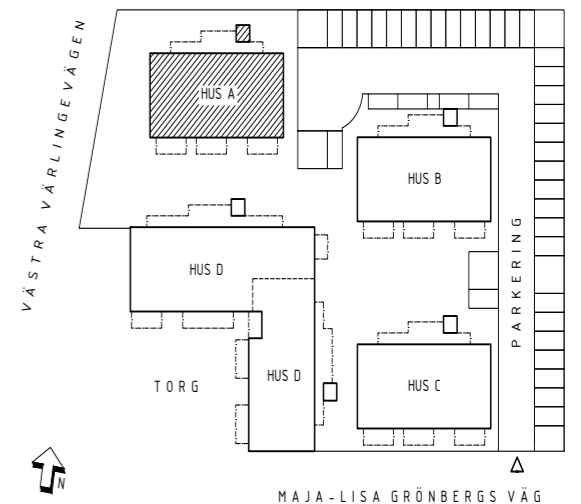 VÄSTRA VÄRLINGEVÄGEN
HUS A
HUS B
HUS D
PARKERING
TORG
HUS D
HUS C
N
MAJA-LISA GRÖNBERGS VÄG